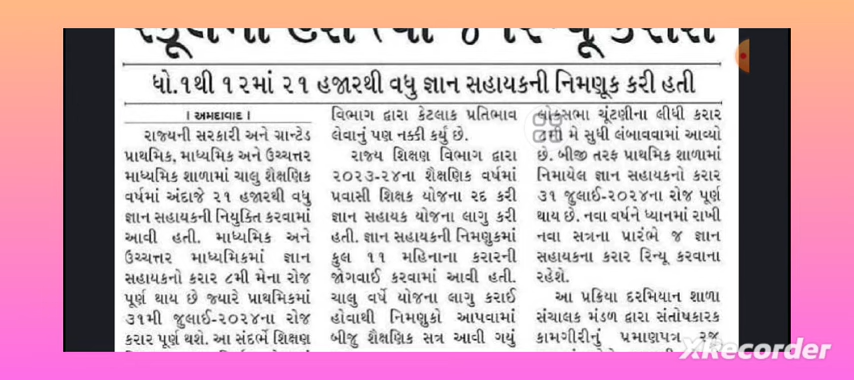 ધો.૧થી ૧૨માં ૨૧ હજારથી વધુ જ્ઞાન સહાયકની નિમણૂક કરી હતી
। અમદાવાદ ।
રાજ્યની સરકારી અને ગ્રાન્ટેડ
પ્રાથમિક, માધ્યમિક અને ઉચ્ચત્તર
માધ્યમિક શાળામાં ચાલુ શૈક્ષણિક
વર્ષમાં અંદાજે ૨૧ હજારથી વધુ
જ્ઞાન સહાયકની નિયુક્તિ કરવામાં
આવી હતી. માધ્યમિક અને
ઉચ્ચત્તર માધ્યમિકમાં જ્ઞાન
સહાયકનો કરાર ૮મી મેના રોજ
પૂર્ણ થાય છે જ્યારે પ્રાથમિકમાં
૩૧મી જુલાઈ-૨૦૨૪ના રોજ
કરાર પૂર્ણ થશે. આ સંદર્ભે શિક્ષણ
વિભાગ દ્વારા કેટલાક પ્રતિભાવ
લેવાનું પણ નક્કી કર્યું છે.
રાજ્ય શિક્ષણ વિભાગ દ્વારા
૨૦૨૩-૨૪ના શૈક્ષણિક વર્ષમાં
પ્રવાસી શિક્ષક યોજના રદ કરી
જ્ઞાન સહાયક યોજના લાગુ કરી
હતી. જ્ઞાન સહાયકની નિમણુકમાં
કુલ ૧૧ મહિનાના કરારની
જોગવાઈ કરવામાં આવી હતી.
ચાલુ વર્ષે યોજના લાગુ કરાઈ
હોવાથી નિમણુકો આપવામાં
બીજુ શૈક્ષણિક સત્ર આવી ગયું
લોકસભા ચૂંટણીના લીધી કરાર
૮મી મે સુધી લંબાવવામાં આવ્યો
છે. બીજી તરફ પ્રાથમિક શાળામાં
નિમાયેલ જ્ઞાન સહાયકનો કરાર
૩૧ જુલાઈ-૨૦૨૪ના રોજ પૂર્ણ
થાય છે. નવા વર્ષને ધ્યાનમાં રાખી
નવા સત્રના પ્રારંભે જ જ્ઞાન
સહાયકના કરાર રિન્યૂ કરવાના
રહેશે.
આ પ્રક્રિયા દરમિયાન શાળા
સંચાલક મંડળ દ્વારા સંતોષકારક
કામગીરીનું પ્રમાણપત્ર રજૂ
XRecorder